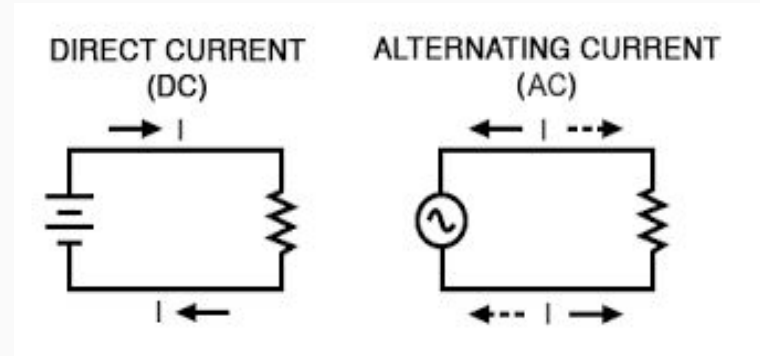 DIRECT CURRENT
(DC)
I
I
ALTERNATING CURRENT
(AC)
I
I